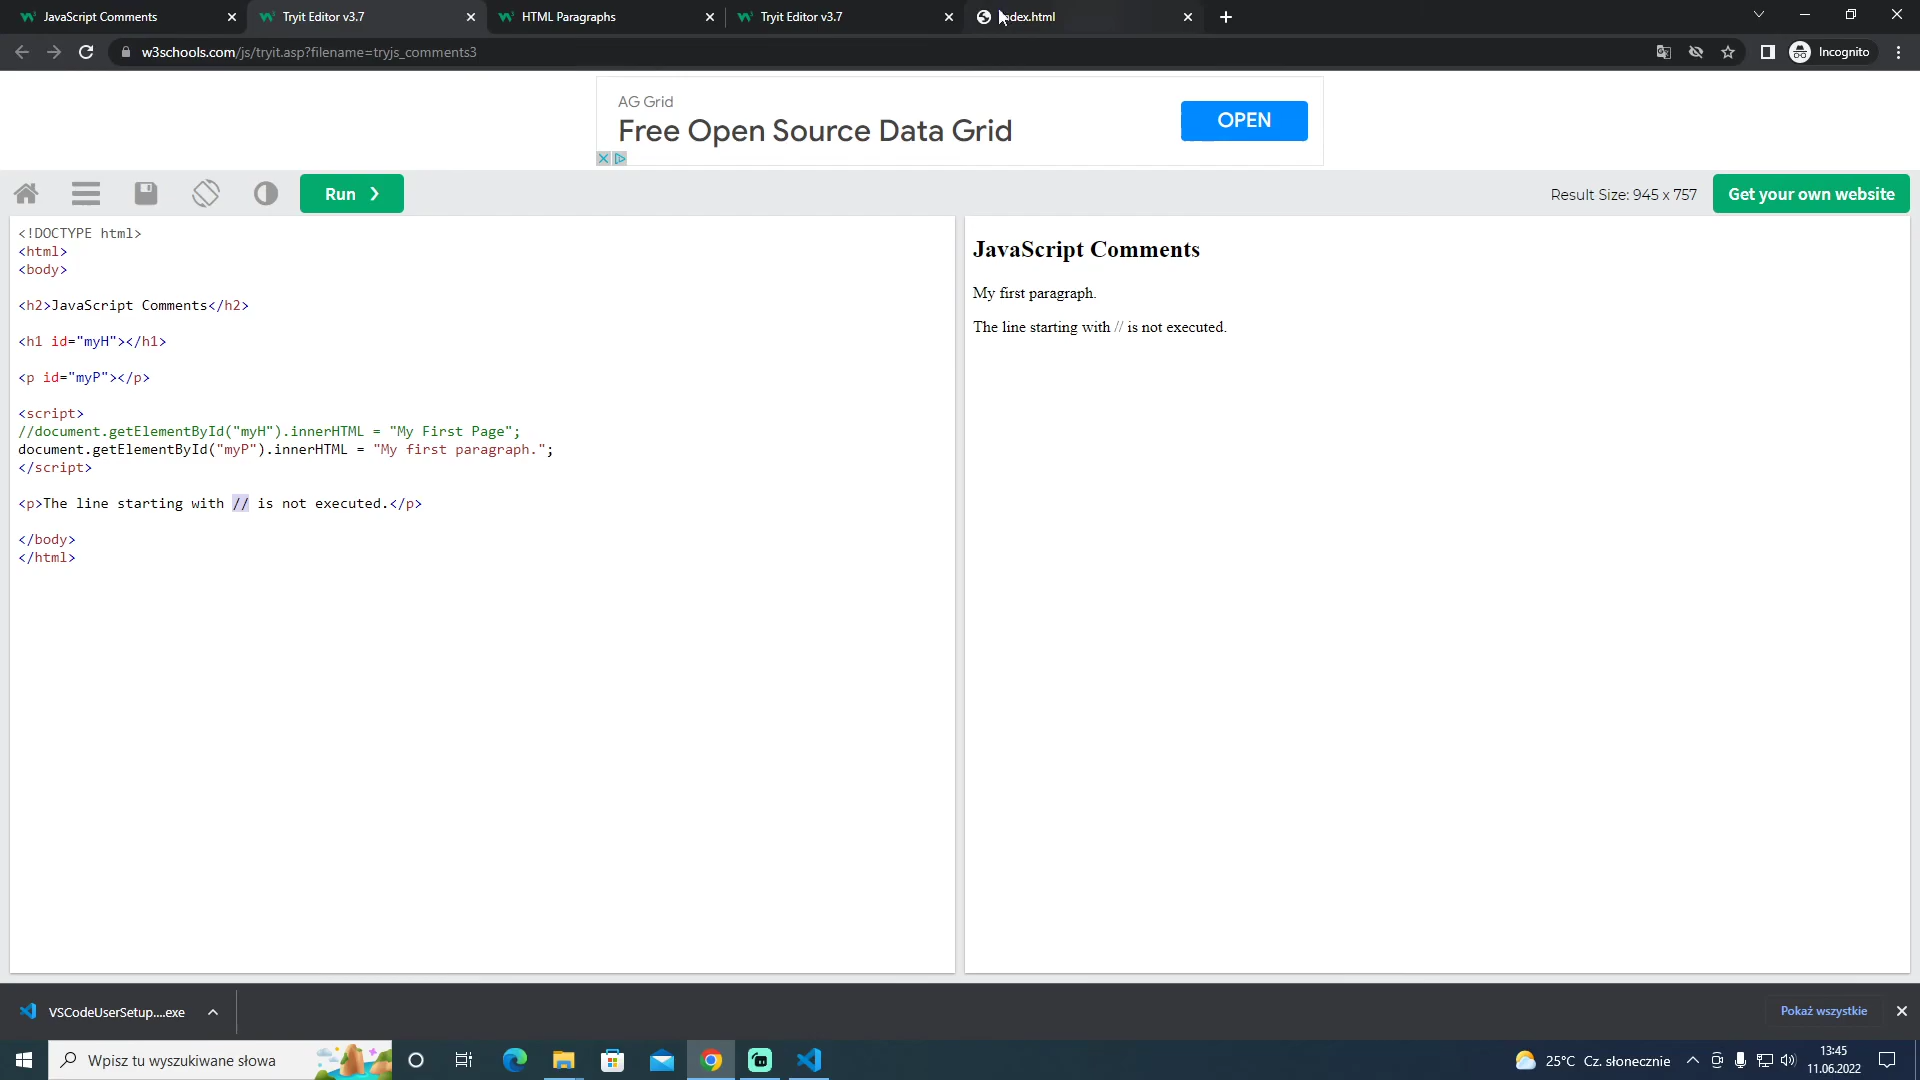 JavaScript Comments
Tryit Editor v3.7
HTML Paragraphs
Tryit Editor v3.7
dex.html
w3schools.com/js/tryit.asp?filename=tryjs_comments3
Incognito
AG Grid
Free Open Source Data Grid
OPEN
Run ❯
Result Size: 945 x 757
Get your own website
<!DOCTYPE html>
<html>
<body>
<h2>JavaScript Comments</h2>
<h1 id="myH"></h1>
<p id="myP"></p>
<script>
//document.getElementById("myH").innerHTML = "My First Page";
document.getElementById("myP").innerHTML = "My first paragraph.";
</script>
<p>The line starting with // is not executed.</p>
</body>
</html>
JavaScript Comments
My first paragraph.
The line starting with // is not executed.
VSCodeUserSetup....exe
Pokaż wszystkie
Wpisz tu wyszukiwane słowa
25°C Cz. słonecznie
13:45
11.06.2022